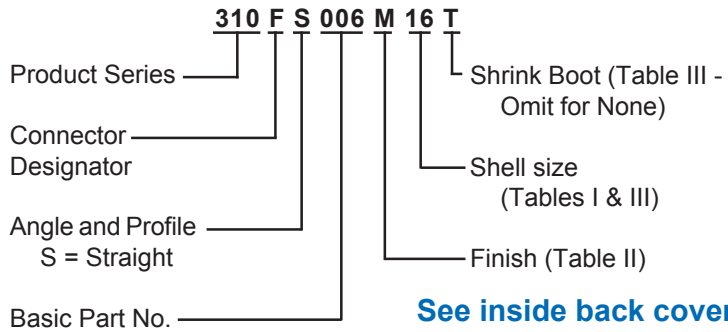 310 F S 006 M 16 T
Product Series
Connector
Designator
Angle and Profile
S = Straight
Basic Part No.
Shrink Boot (Table III -
Omit for None)
Shell size
(Tables I & III)
Finish (Table II)
See inside back cover